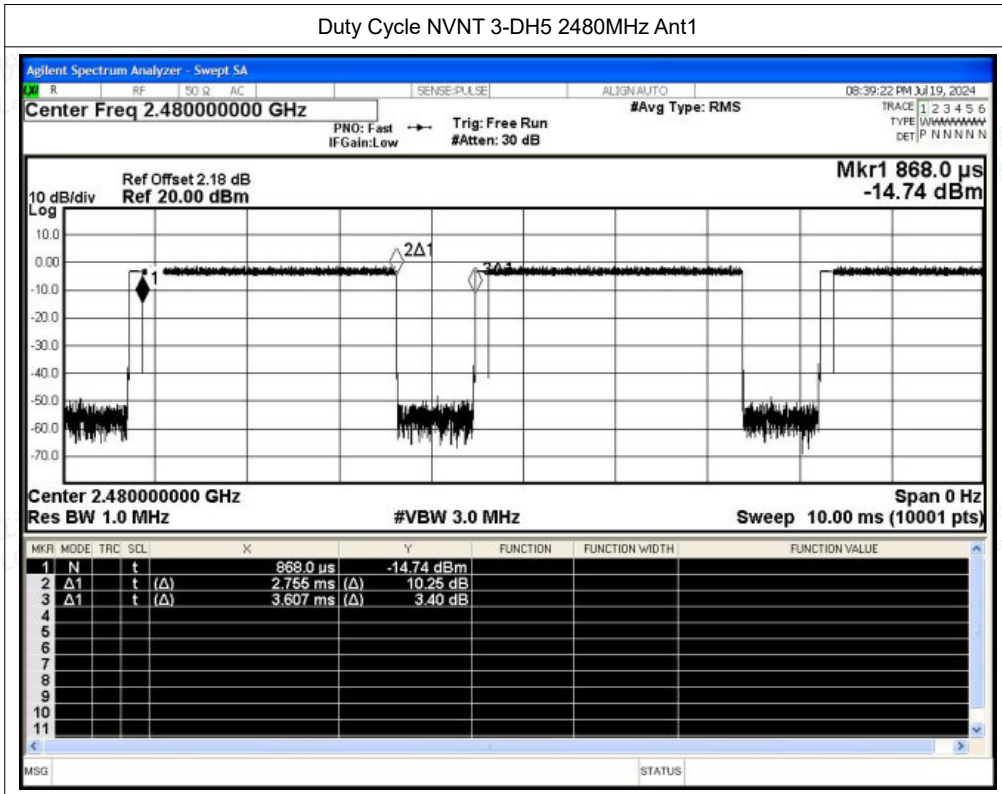 Duty Cycle NVNT 3-DH5 2480MHz Ant1
Agilent Spectrum Analyzer - Swept SA
LXI R RF 50 Ω AC SENSE:PULSE ALIGN AUTO 08:39:22 PM Jul 19, 2024
Center Freq 2.480000000 GHz #Avg Type: RMS TRACE 1 2 3 4 5 6
PNO: Fast Trig: Free Run TYPE WWWWWW
IFGain:Low #Atten: 30 dB DET P N N N N N
Mkr1 868.0 µs
-14.74 dBm
Ref Offset 2.18 dB
10 dB/div Ref 20.00 dBm
Log
10.0
0.00
-10.0
-20.0
-30.0
-40.0
-50.0
-60.0
-70.0
1
2Δ1
3Δ1
Center 2.480000000 GHz Span 0 Hz
Res BW 1.0 MHz #VBW 3.0 MHz Sweep 10.00 ms (10001 pts)
MKR MODE TRC SCL X Y FUNCTION FUNCTION WIDTH FUNCTION VALUE
1 N t 868.0 µs -14.74 dBm
2 Δ1 t (Δ) 2.755 ms (Δ) 10.25 dB
3 Δ1 t (Δ) 3.607 ms (Δ) 3.40 dB
4
5
6
7
8
9
10
11
MSG STATUS